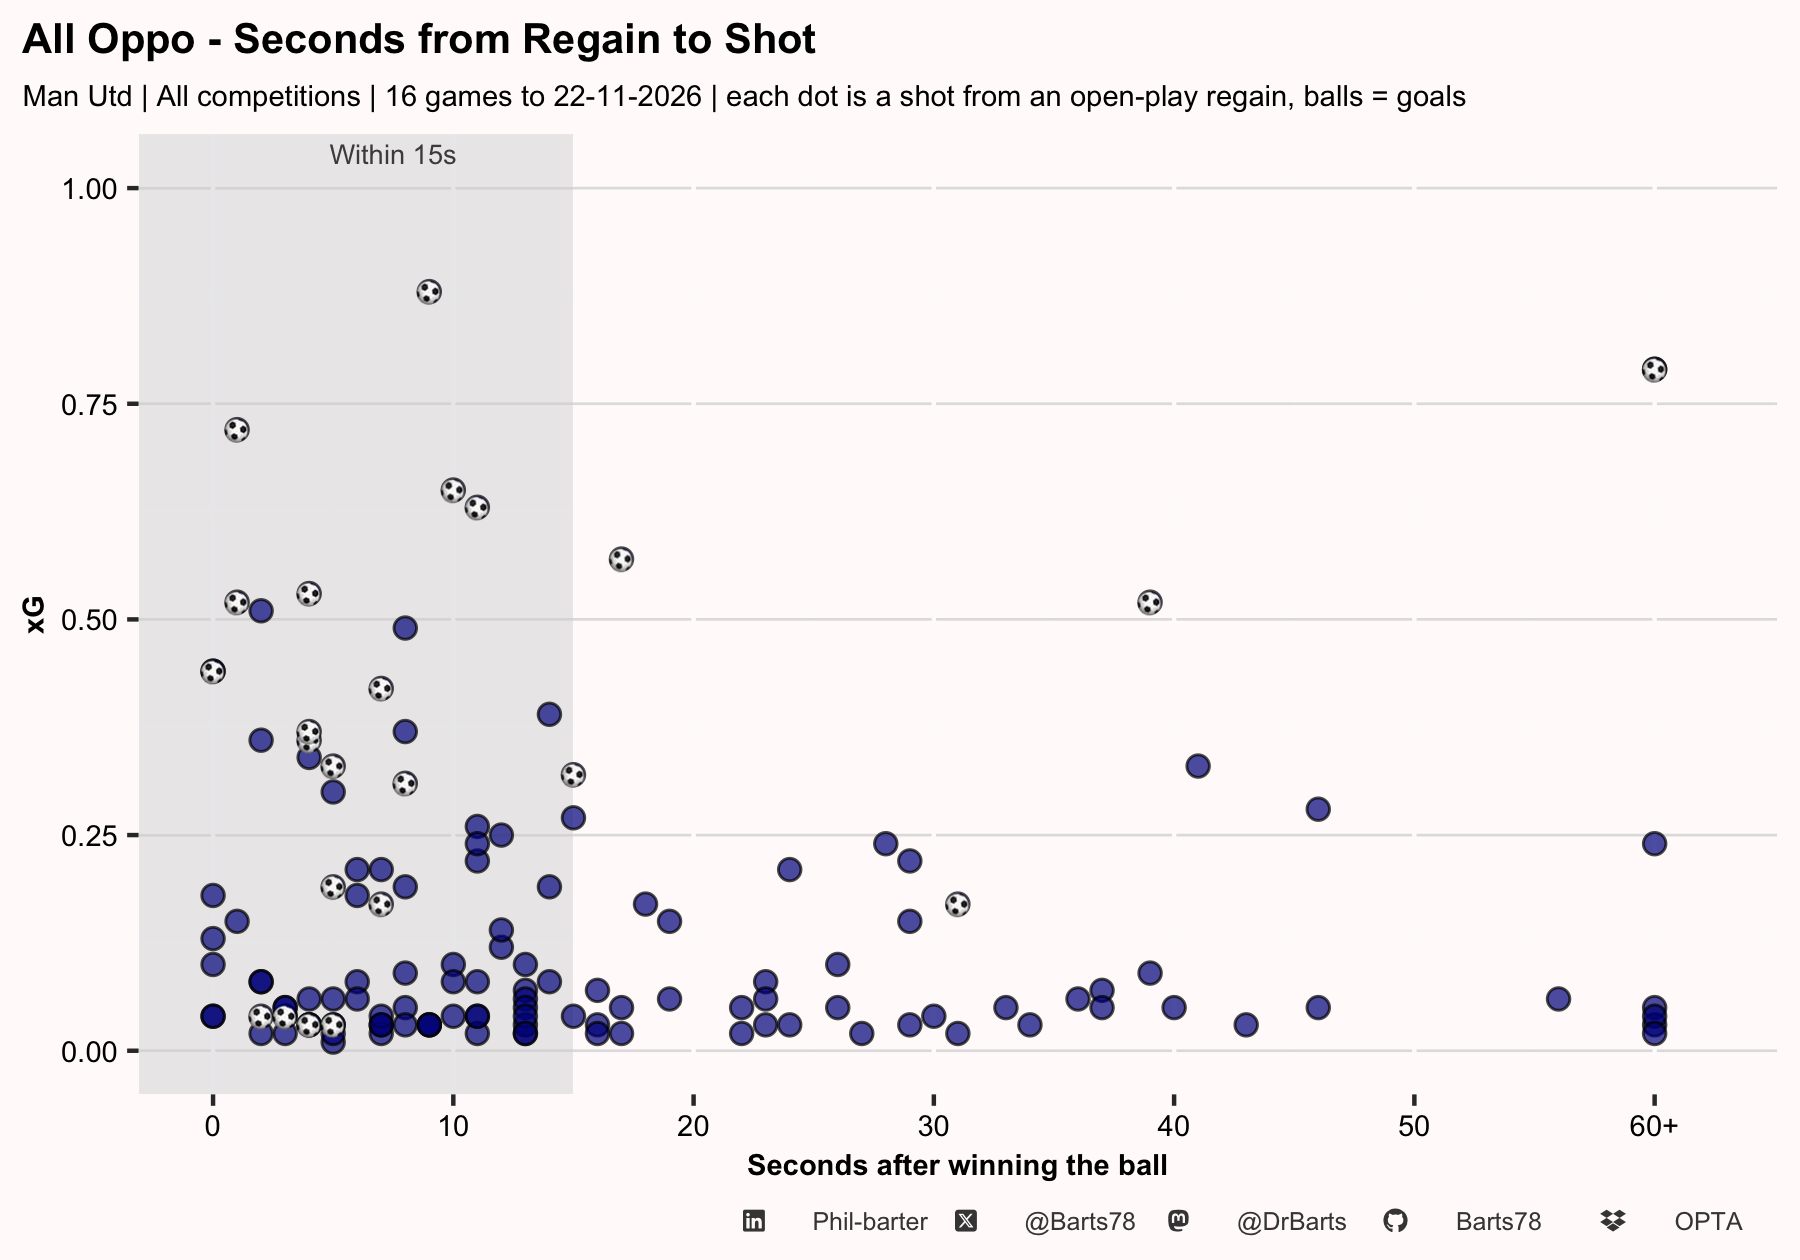 All Oppo - Seconds from Regain to Shot
Man Utd | All competitions | 16 games to 22-11-2026 | each dot is a shot from an open-play regain, balls = goals
Within 15s
1.00
0.75
0.50
0.25
0.00
xG
0 10 20 30 40 50 60+
Seconds after winning the ball
Phil-barter @Barts78 @DrBarts Barts78 OPTA